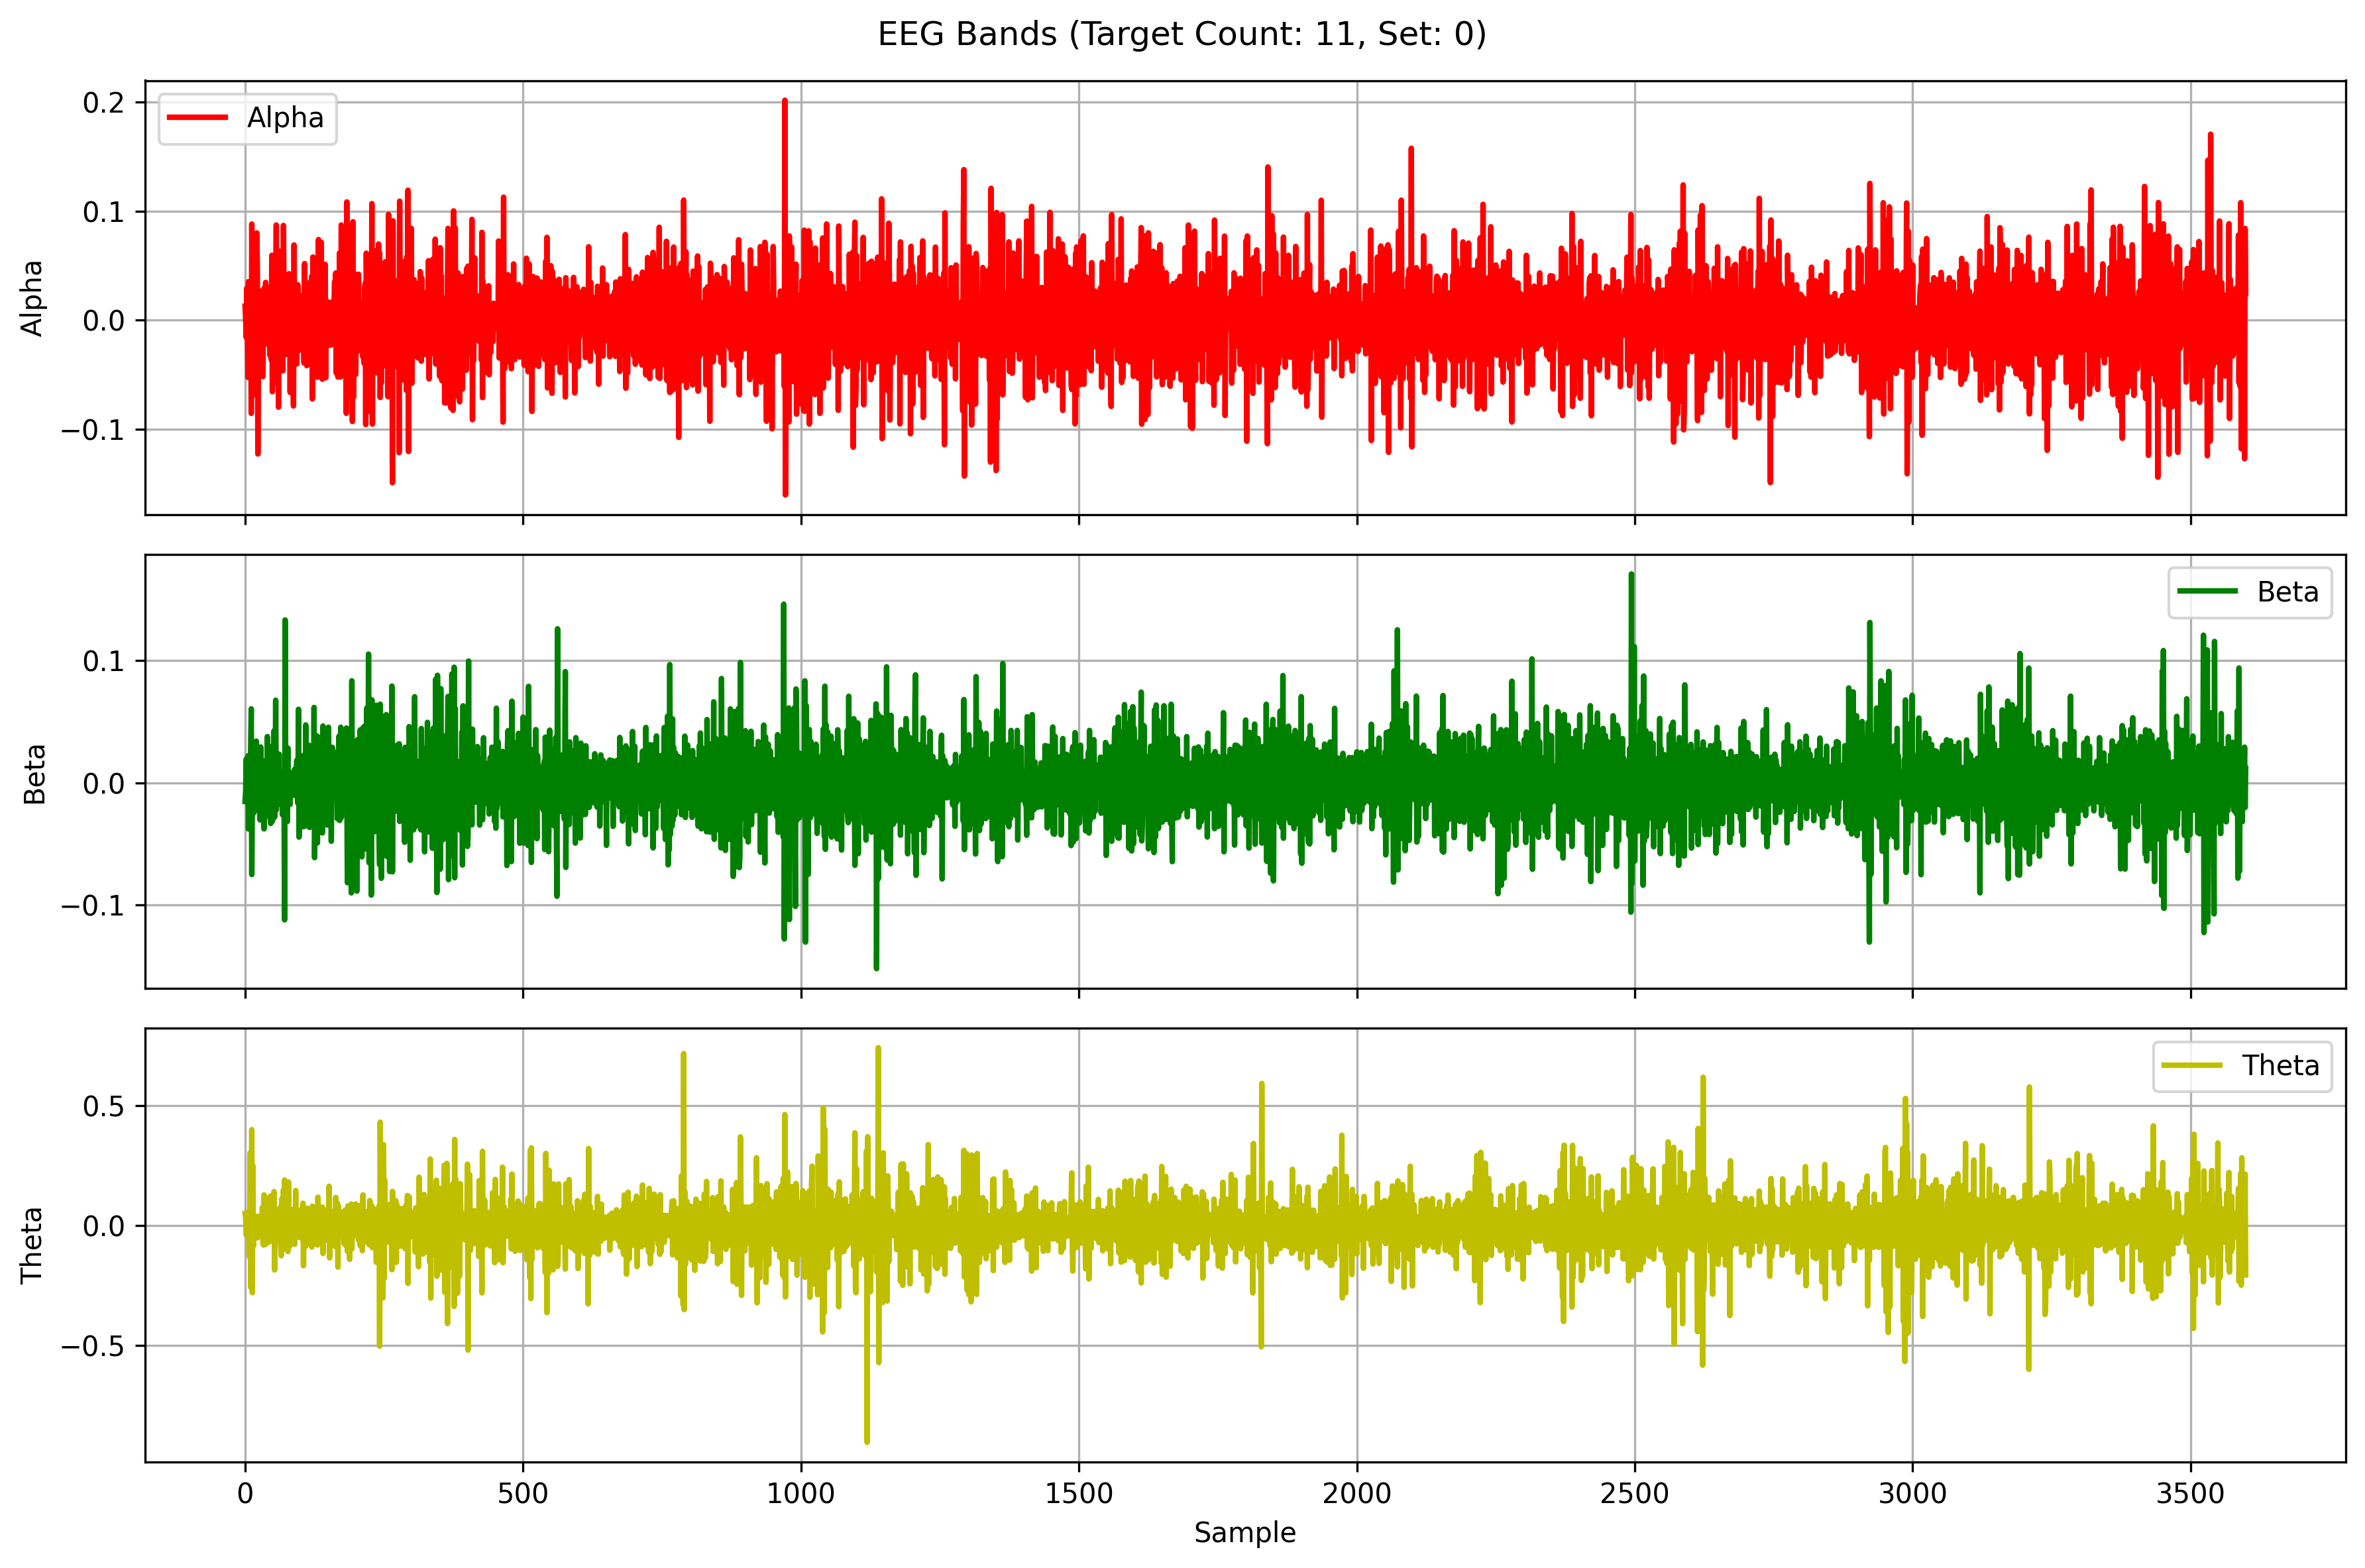 EEG Bands (Target Count: 11, Set: 0)
Alpha
0.2
0.1
0.0
−0.1
Alpha
Beta
0.1
0.0
−0.1
Beta
Theta
0.5
0.0
−0.5
Theta
0 500 1000 1500 2000 2500 3000 3500
Sample